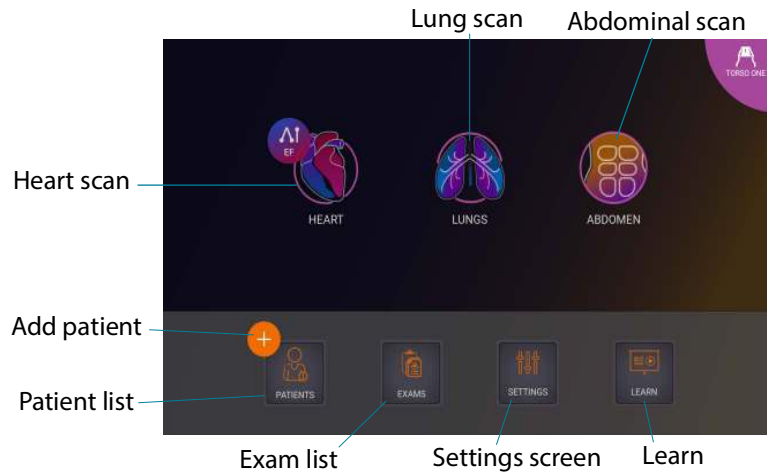 Lung scan
Abdominal scan
TORSO ONE
AI
EF
Heart scan
HEART
LUNGS
ABDOMEN
Add patient
+
Patient list
PATIENTS
EXAMS
SETTINGS
LEARN
Exam list
Settings screen
Learn